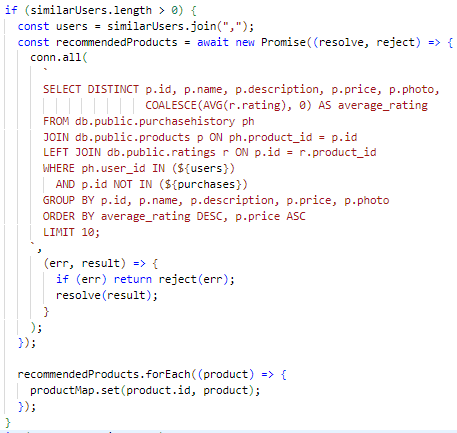 if (similarUsers.length > 0) {
const users = similarUsers.join(",");
const recommendedProducts = await new Promise((resolve, reject) => {
conn.all(
`
SELECT DISTINCT p.id, p.name, p.description, p.price, p.photo,
COALESCE(AVG(r.rating), 0) AS average_rating
FROM db.public.purchasehistory ph
JOIN db.public.products p ON ph.product_id = p.id
LEFT JOIN db.public.ratings r ON p.id = r.product_id
WHERE ph.user_id IN (${users})
AND p.id NOT IN (${purchases})
GROUP BY p.id, p.name, p.description, p.price, p.photo
ORDER BY average_rating DESC, p.price ASC
LIMIT 10;
`,
(err, result) => {
if (err) return reject(err);
resolve(result);
}
);
});
recommendedProducts.forEach((product) => {
productMap.set(product.id, product);
});
}